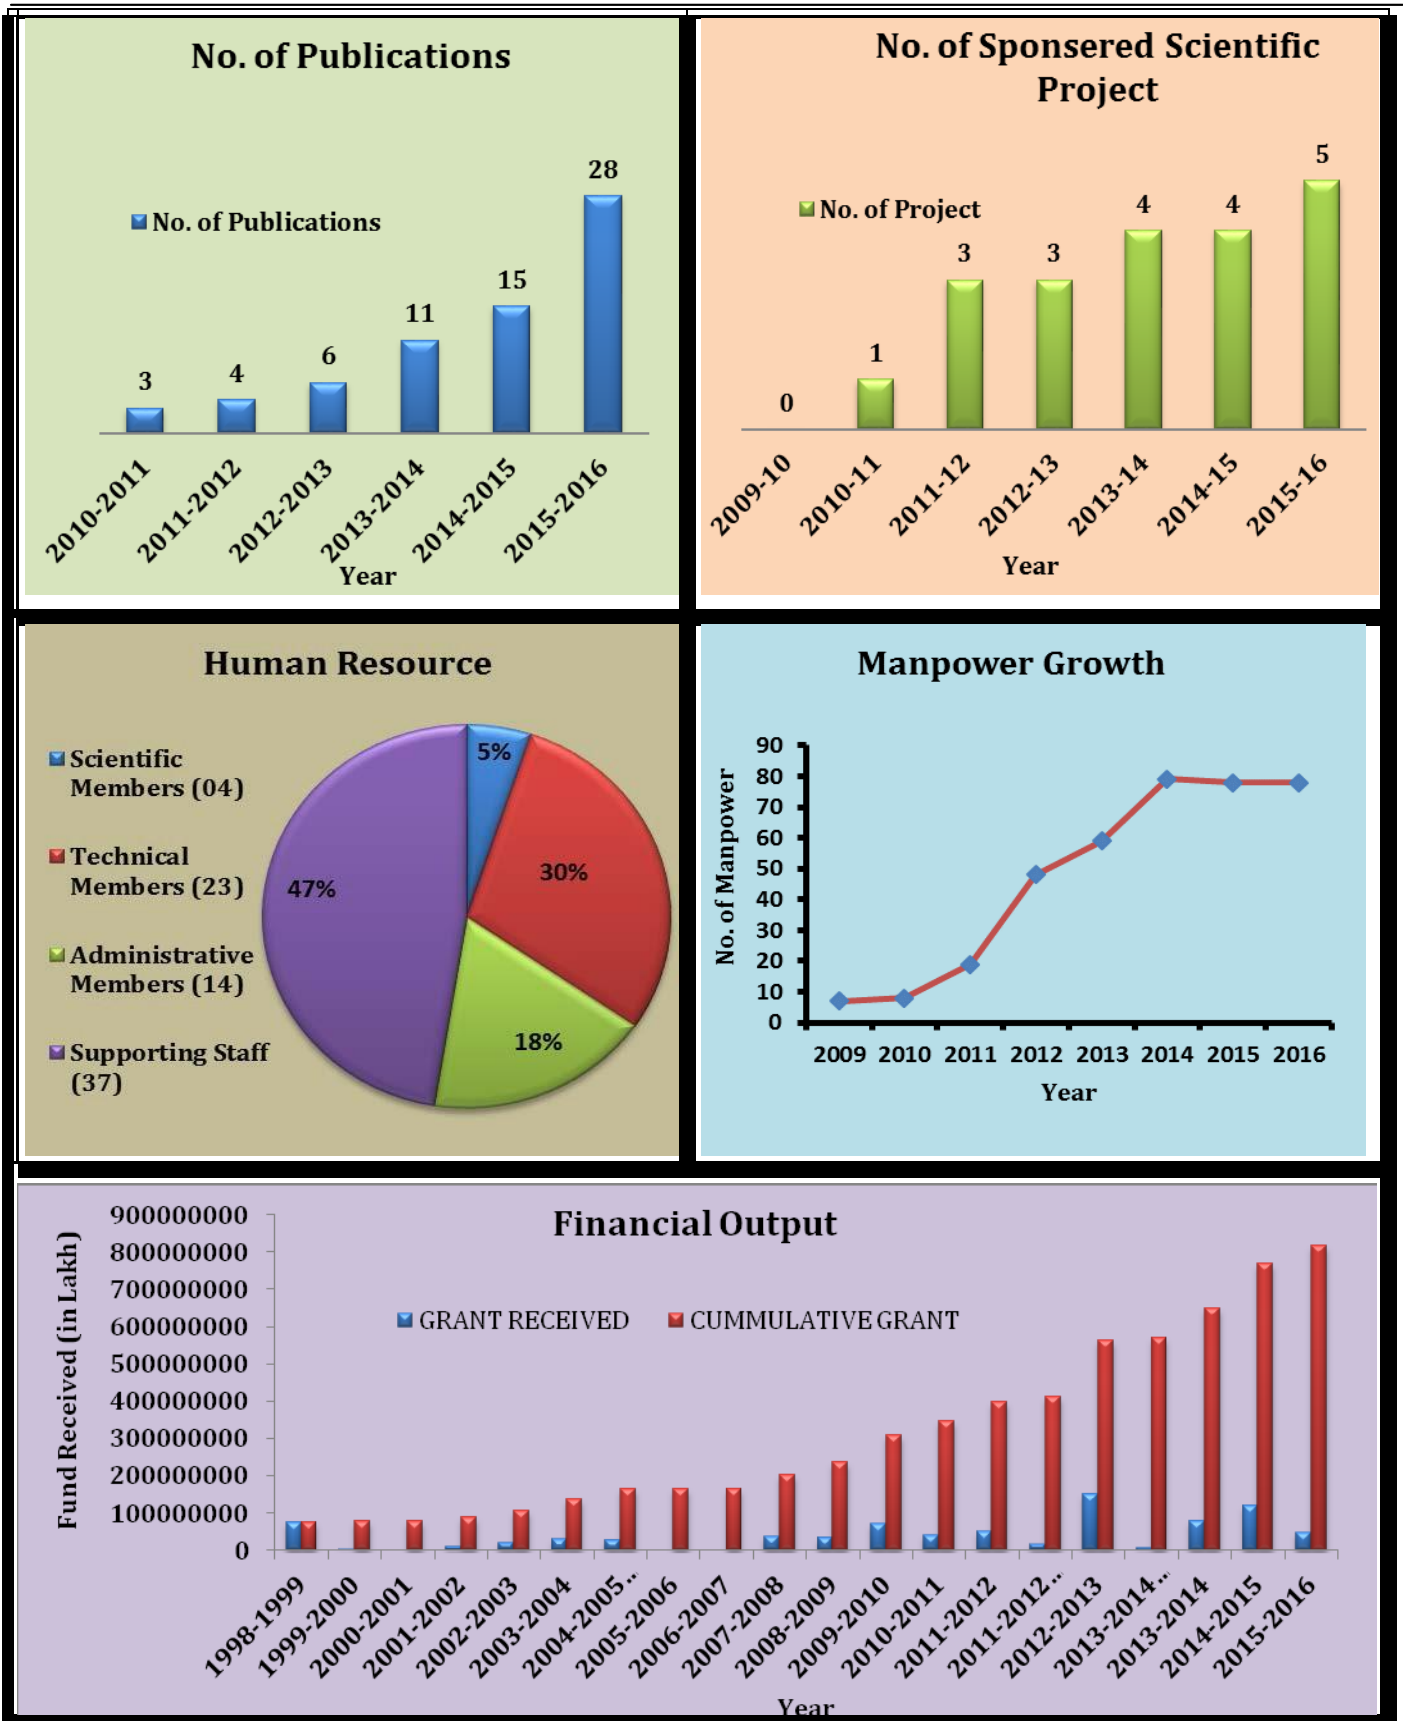 No. of Publications
28
No. of Publications
15
11
6
4
3
2010-2011
2011-2012
2012-2013
2013-2014
2014-2015
2015-2016
Year
No. of Sponsered Scientific
Project
5
No. of Project
4
4
3
3
1
0
2009-10
2010-11
2011-12
2012-13
2013-14
2014-15
2015-16
Year
Human Resource
Scientific
Members (04)
Technical
Members (23)
Administrative
Members (14)
Supporting Staff
(37)
5%
30%
47%
18%
Manpower Growth
No. of Manpower
90
80
70
60
50
40
30
20
10
0
2009 2010 2011 2012 2013 2014 2015 2016
Year
Financial Output
Fund Received (in Lakh)
900000000
800000000
700000000
600000000
500000000
400000000
300000000
200000000
100000000
0
GRANT RECEIVED
CUMMULATIVE GRANT
1998-1999
1999-2000
2000-2001
2001-2002
2002-2003
2003-2004
2004-2005...
2005-2006
2006-2007
2007-2008
2008-2009
2009-2010
2010-2011
2011-2012
2011-2012...
2012-2013
2013-2014...
2013-2014
2014-2015
2015-2016
Year